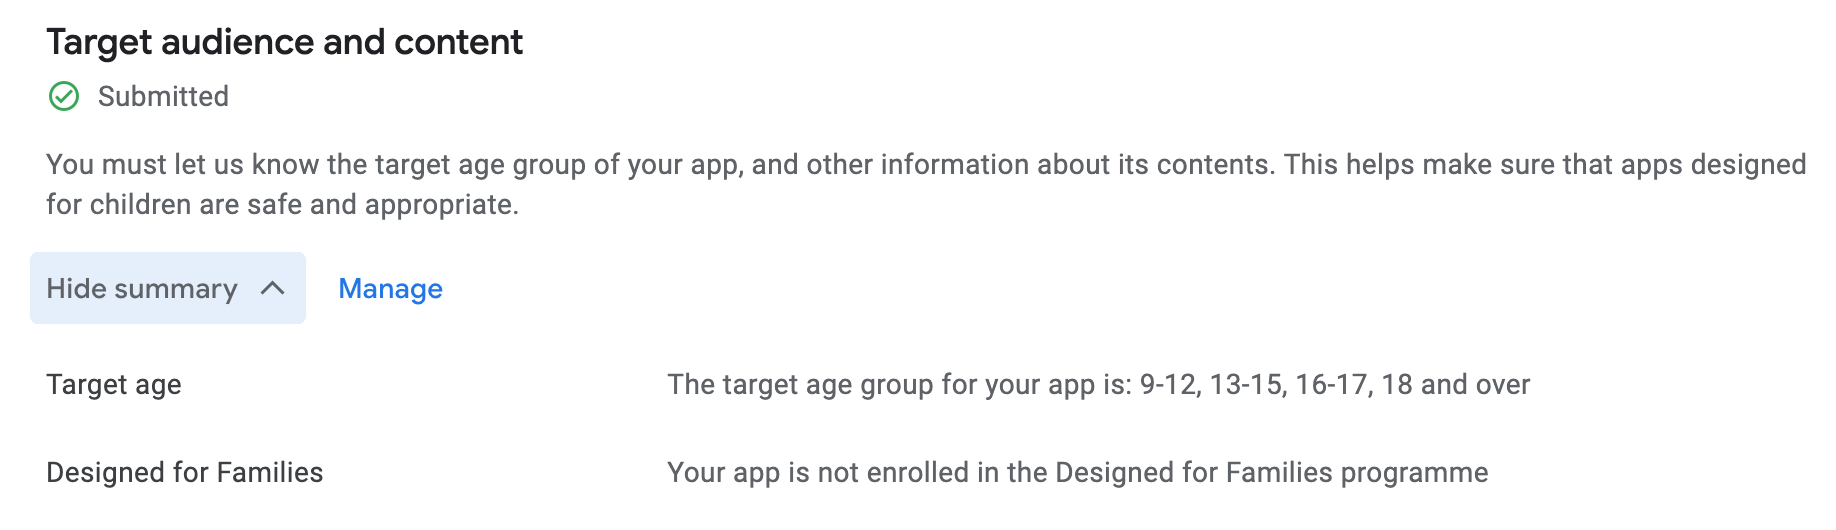 Target audience and content
Submitted
You must let us know the target age group of your app, and other information about its contents. This helps make sure that apps designed
for children are safe and appropriate.
Hide summary
Manage
Target age
The target age group for your app is: 9-12, 13-15, 16-17, 18 and over
Designed for Families
Your app is not enrolled in the Designed for Families programme